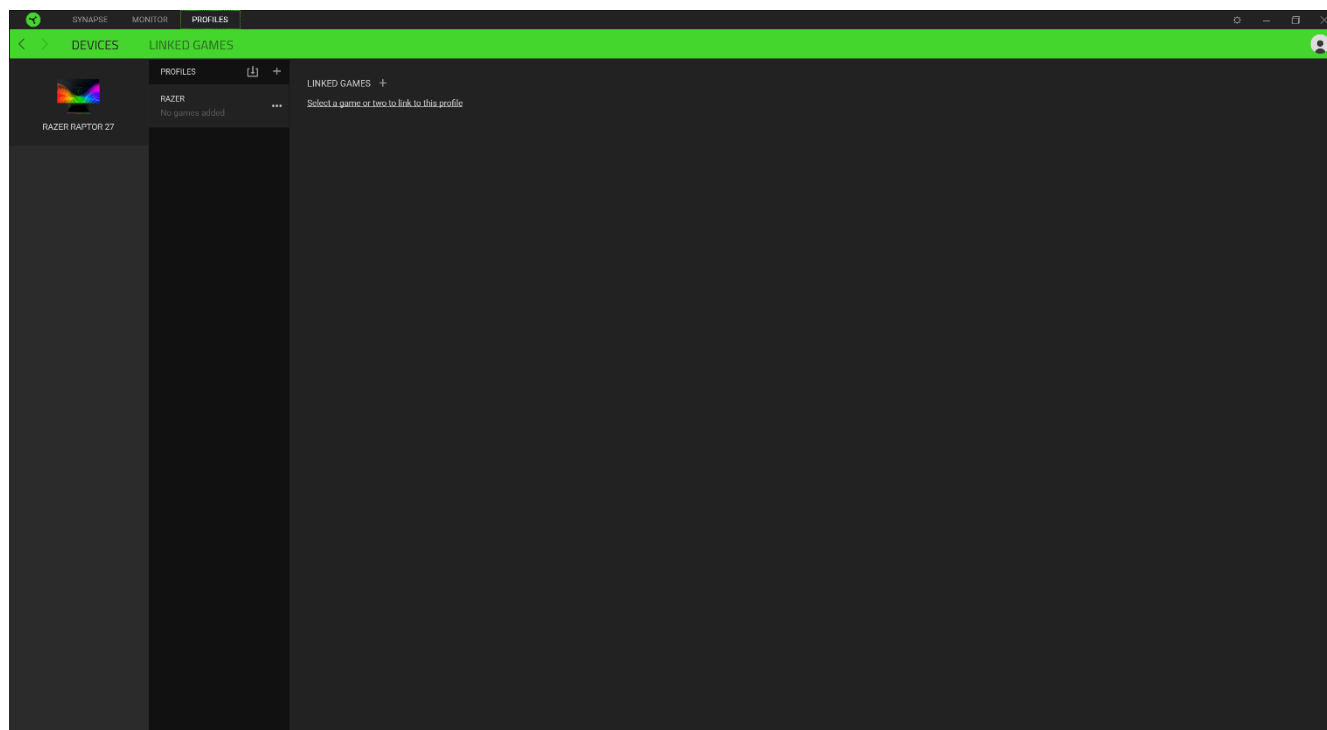 SYNAPSE MONITOR PROFILES
DEVICES LINKED GAMES
RAZER RAPTOR 27
PROFILES
RAZER
No games added
LINKED GAMES
Select a game or two to link to this profile